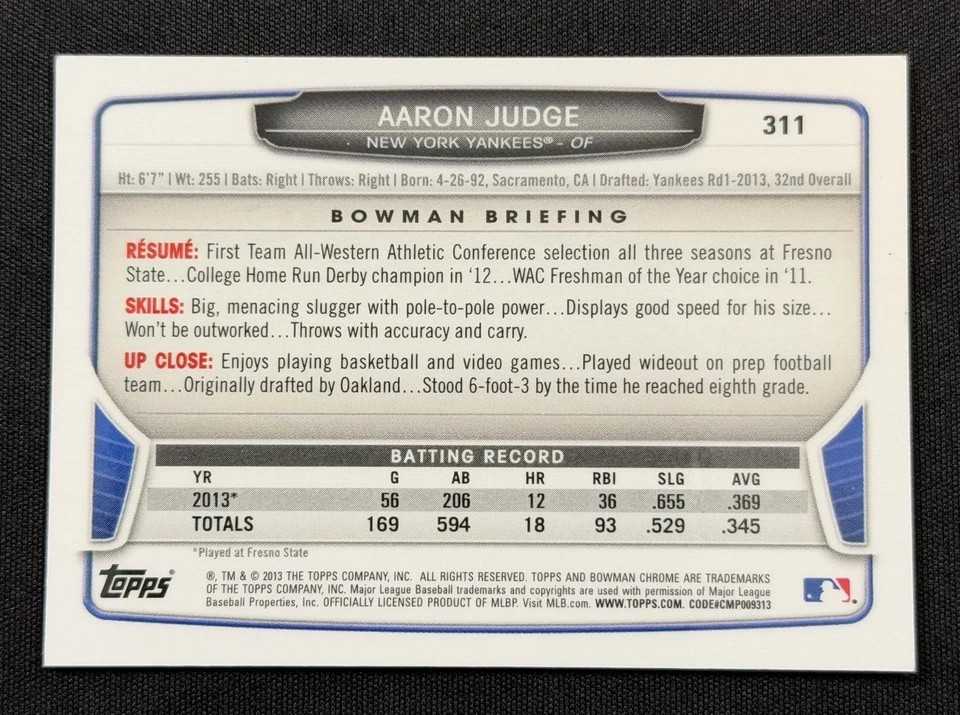 AARON JUDGE
NEW YORK YANKEES® - OF
311
Ht: 6'7" | Wt: 255 | Bats: Right | Throws: Right | Born: 4-26-92, Sacramento, CA | Drafted: Yankees Rd1-2013, 32nd Overall
BOWMAN BRIEFING
RÉSUMÉ: First Team All-Western Athletic Conference selection all three seasons at Fresno
State...College Home Run Derby champion in '12...WAC Freshman of the Year choice in '11.
SKILLS: Big, menacing slugger with pole-to-pole power...Displays good speed for his size...
Won't be outworked...Throws with accuracy and carry.
UP CLOSE: Enjoys playing basketball and video games...Played wideout on prep football
team...Originally drafted by Oakland...Stood 6-foot-3 by the time he reached eighth grade.
BATTING RECORD
YR G AB HR RBI SLG AVG
2013* 56 206 12 36 .655 .369
TOTALS 169 594 18 93 .529 .345
*Played at Fresno State
topps®
®, TM & © 2013 THE TOPPS COMPANY, INC. ALL RIGHTS RESERVED. TOPPS AND BOWMAN CHROME ARE TRADEMARKS
OF THE TOPPS COMPANY, INC. Major League Baseball trademarks and copyrights are used with permission of Major League
Baseball Properties, Inc. OFFICIALLY LICENSED PRODUCT OF MLBP. Visit MLB.com. WWW.TOPPS.COM. CODE#CMP009313